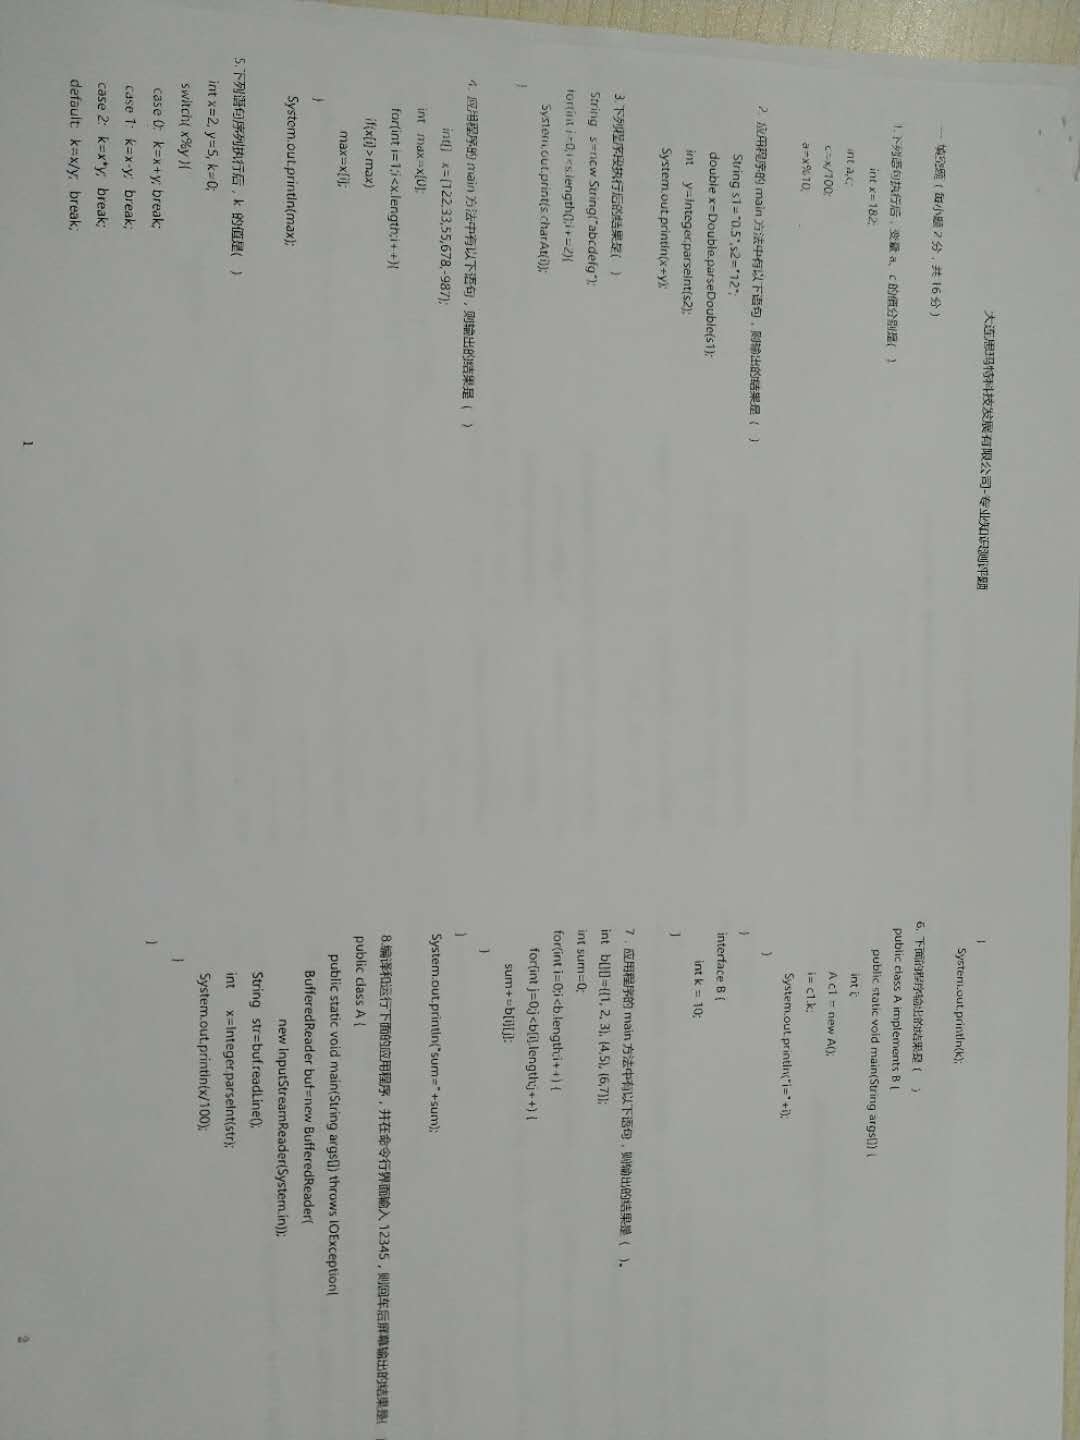 大连思玛特科技发展有限公司-专业知识测评题
一 填空题（每小题 2 分，共 16 分）
1.下列语句执行后，变量 a、c 的值分别是( )
int x=182;
int a,c;
c=x/100;
a=x%10;
2. 应用程序的 main 方法中有以下语句，则输出的结果是 ( )
String s1="0.5",s2="12";
double x=Double.parseDouble(s1);
int y=Integer.parseInt(s2);
System.out.println(x+y);
3.下列程序段执行后的结果是( )
String s=new String("abcdefg");
for(int i=0;i<s.length();i+=2){
System.out.print(s.charAt(i));
}
4. 应用程序的 main 方法中有以下语句，则输出的结果是 ( )
int[] x={122,33,55,678,-987};
int max=x[0];
for(int i=1;i<x.length;i++){
if(x[i]>max)
max=x[i];
}
System.out.println(max);
5.下列语句序列执行后，k 的值是( )
int x=2, y=5, k=0;
switch( x%y ){
case 0: k=x+y; break;
case 1: k=x-y; break;
case 2: k=x*y; break;
default: k=x/y; break;
1
}
System.out.println(k);
6. 下面的程序输出的结果是 ( )
public class A implements B {
public static void main(String args[]) {
int i;
A c1 = new A();
i= c1.k;
System.out.println("i="+i);
}
}
interface B {
int k = 10;
}
7．应用程序的 main 方法中有以下语句，则输出的结果是 ( )。
int b[][]={{1, 2, 3}, {4,5}, {6,7}};
int sum=0;
for(int i=0;i<b.length;i++) {
for(int j=0;j<b[i].length;j++) {
sum+=b[i][j];
}
}
System.out.println("sum="+sum);
8.编译和运行下面的应用程序，并在命令行界面输入 12345，则回车后屏幕输出的结果是( )
public class A {
public static void main(String args[]) throws IOException{
BufferedReader buf=new BufferedReader(
new InputStreamReader(System.in));
String str=buf.readLine();
int x=Integer.parseInt(str);
System.out.println(x/100);
}
}
2